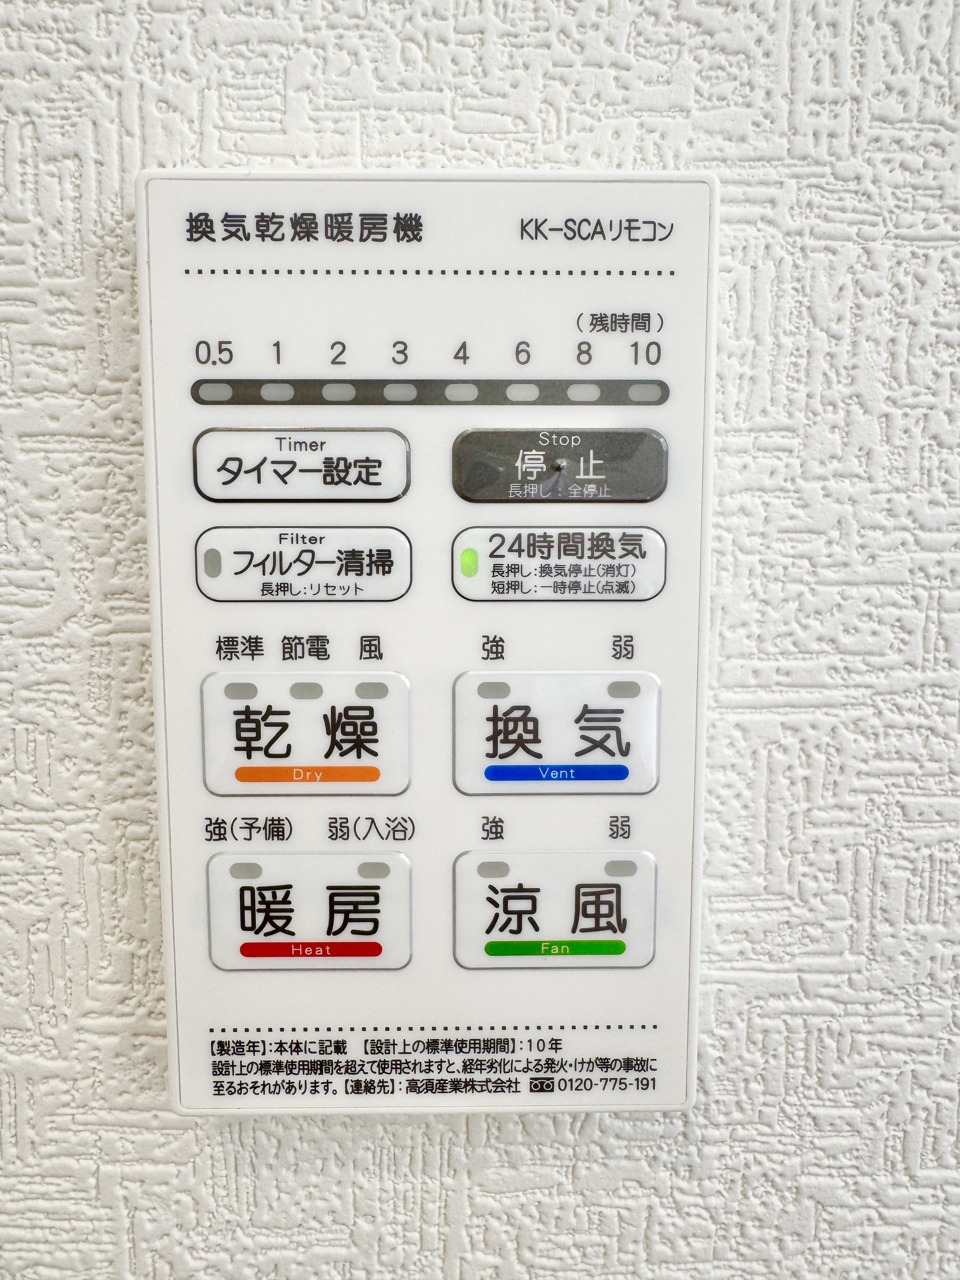 換気乾燥暖房機 KK-SCAリモコン
(残時間)
0.5 1 2 3 4 6 8 10
Timer
タイマー設定
Stop
停・止
長押し:全停止
Filter
フィルター清掃
長押し:リセット
24時間換気
長押し:換気停止(消灯)
短押し:一時停止(点滅)
標準 節電 風
乾燥
Dry
強 弱
換気
Vent
強(予備) 弱(入浴)
暖房
Heat
強 弱
涼風
Fan
【製造年】:本体に記載 【設計上の標準使用期間】:10年
設計上の標準使用期間を超えて使用されますと、経年劣化による発火・けが等の事故に
至るおそれがあります。【連絡先】:高須産業株式会社 0120-775-191